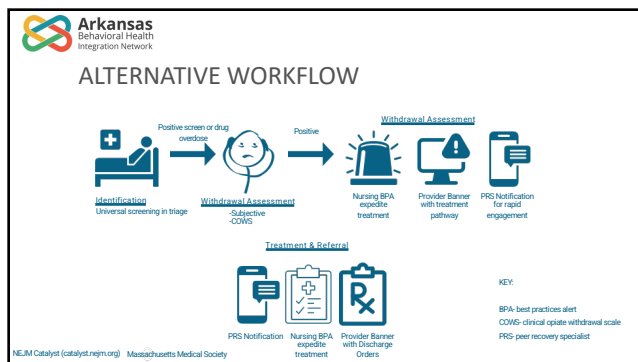 Arkansas
Behavioral Health
Integration Network
ALTERNATIVE WORKFLOW
Positive screen or drug
overdose
Positive
Withdrawal Assessment
Identification
Universal screening in triage
Withdrawal Assessment
-Subjective
-COWS
Nursing BPA
expedite
treatment
Provider Banner
with treatment
pathway
PRS Notification
for rapid
engagement
Treatment & Referral
PRS Notification
Nursing BPA
expedite
treatment
Provider Banner
with Discharge
Orders
KEY:
BPA- best practices alert
COWS- clinical opiate withdrawal scale
PRS- peer recovery specialist
NEJM Catalyst (catalyst.nejm.org) Massachusetts Medical Society